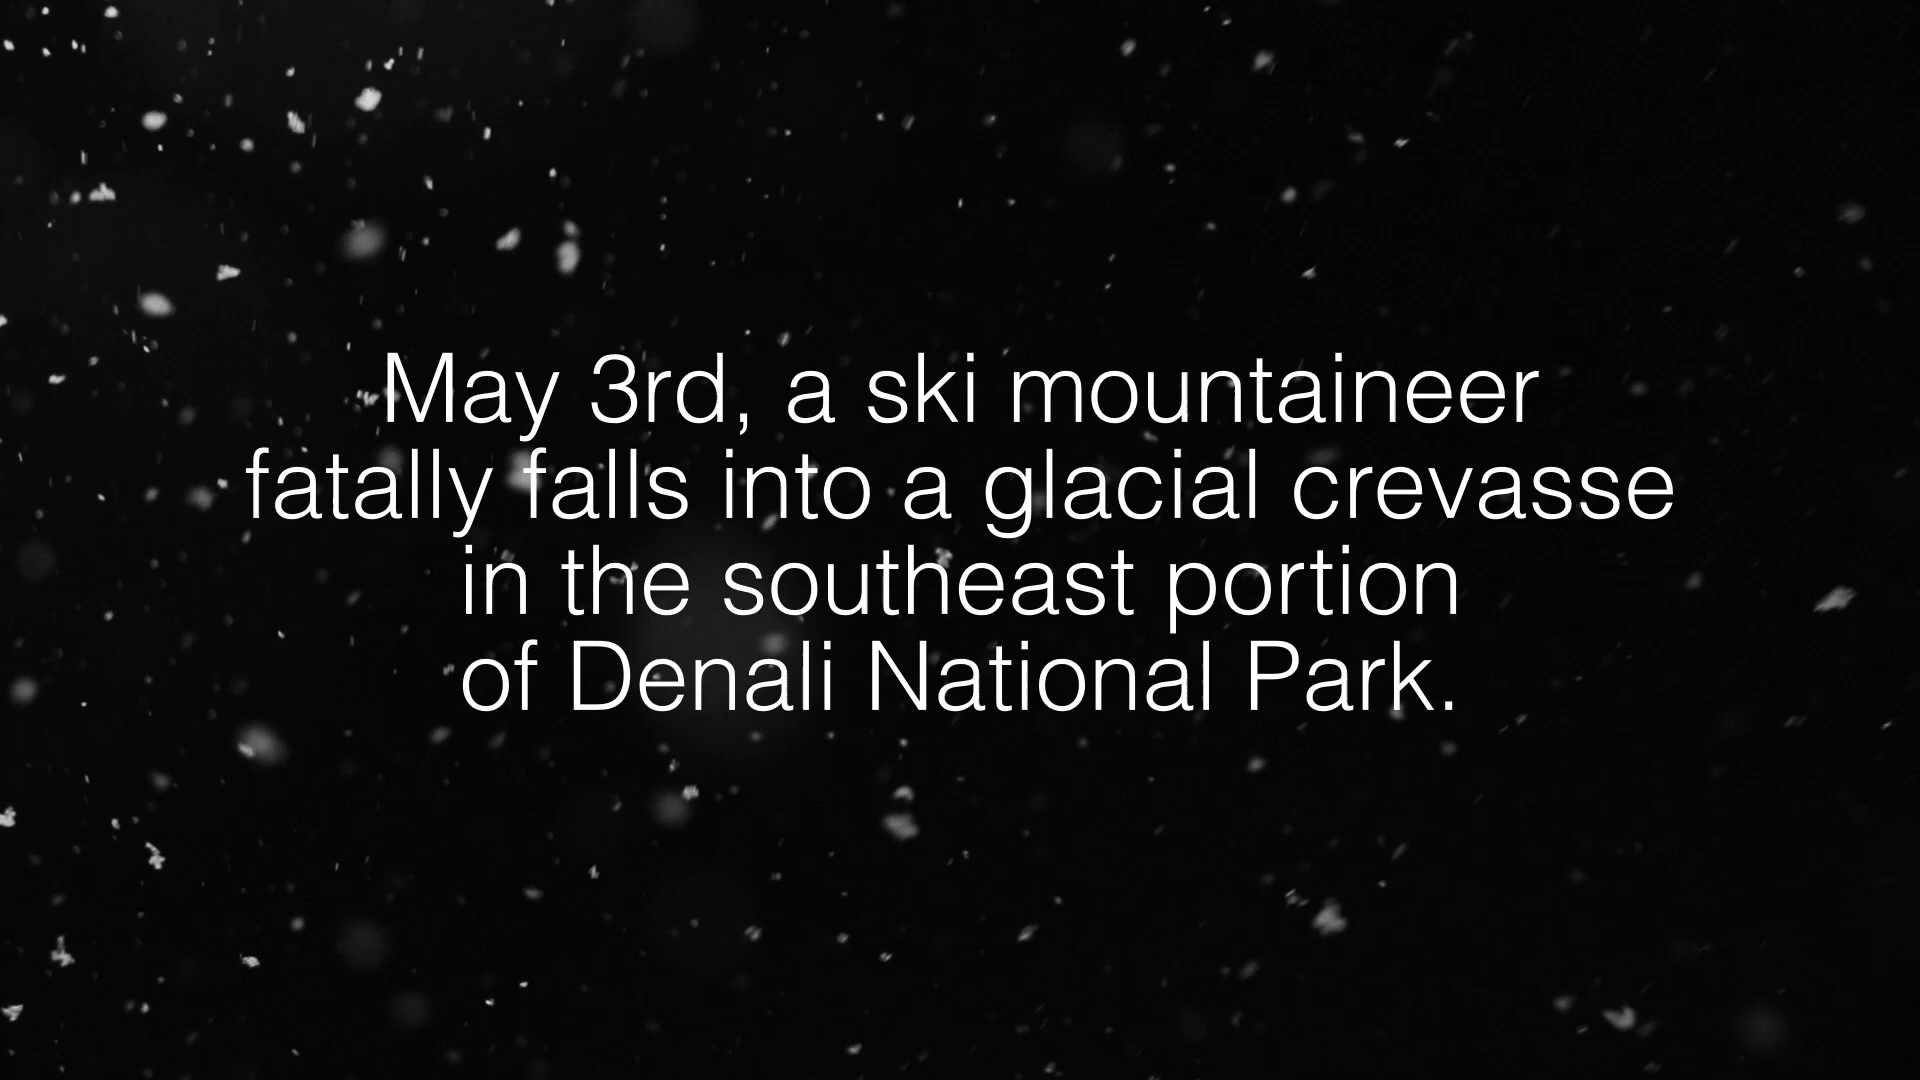 May 3rd, a ski mountaineer
fatally falls into a glacial crevasse
in the southeast portion
of Denali National Park.